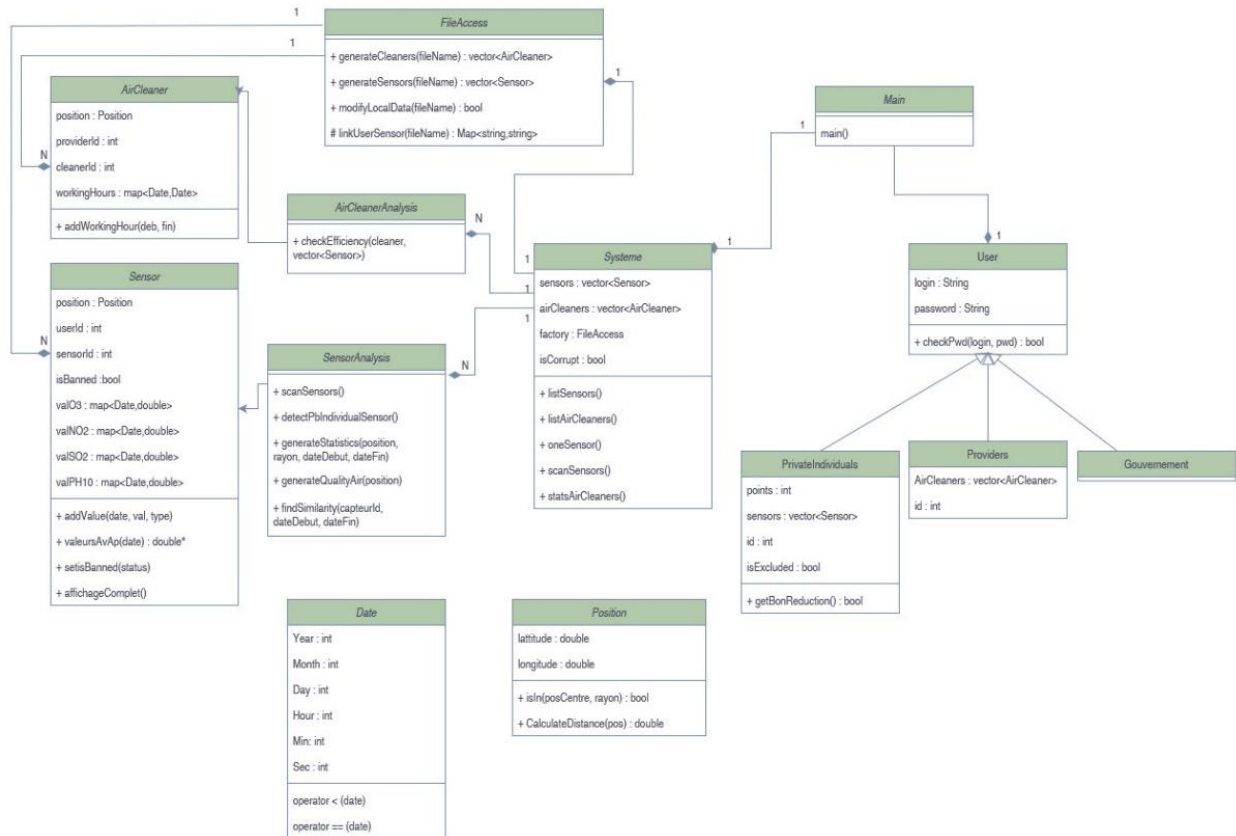 1
FileAccess
+ generateCleaners(fileName) : vector<AirCleaner>
+ generateSensors(fileName) : vector<Sensor>
+ modifyLocalData(fileName) : bool
# linkUserSensor(fileName) : Map<string,string>
1
1
AirCleaner
position : Position
providerId : int
cleanerId : int
workingHours : map<Date,Date>
+ addWorkingHour(deb, fin)
N
Main
main()
1
1
AirCleanerAnalysis
+ checkEfficiency(cleaner,
vector<Sensor>)
N
1
1
1
Systeme
sensors : vector<Sensor>
airCleaners : vector<AirCleaner>
factory : FileAccess
isCorrupt : bool
+ listSensors()
+ listAirCleaners()
+ oneSensor()
+ scanSensors()
+ statsAirCleaners()
1
User
login : String
password : String
+ checkPwd(login, pwd) : bool
Sensor
position : Position
userId : int
sensorId : int
isBanned :bool
valO3 : map<Date,double>
valNO2 : map<Date,double>
valSO2 : map<Date,double>
valPH10 : map<Date,double>
+ addValue(date, val, type)
+ valeursAvAp(date) : double*
+ setisBanned(status)
+ affichageComplet()
N
SensorAnalysis
+ scanSensors()
+ detectPbIndividualSensor()
+ generateStatistics(position,
rayon, dateDebut, dateFin)
+ generateQualityAir(position)
+ findSimilarity(capteurId,
dateDebut, dateFin)
N
PrivateIndividuals
points : int
sensors : vector<Sensor>
id : int
isExcluded : bool
+ getBonReduction() : bool
Providers
AirCleaners : vector<AirCleaner>
id : int
Gouvernement
Date
Year : int
Month : int
Day : int
Hour : int
Min: int
Sec : int
operator < (date)
operator == (date)
Position
lattitude : double
longitude : double
+ isIn(posCentre, rayon) : bool
+ CalculateDistance(pos) : double